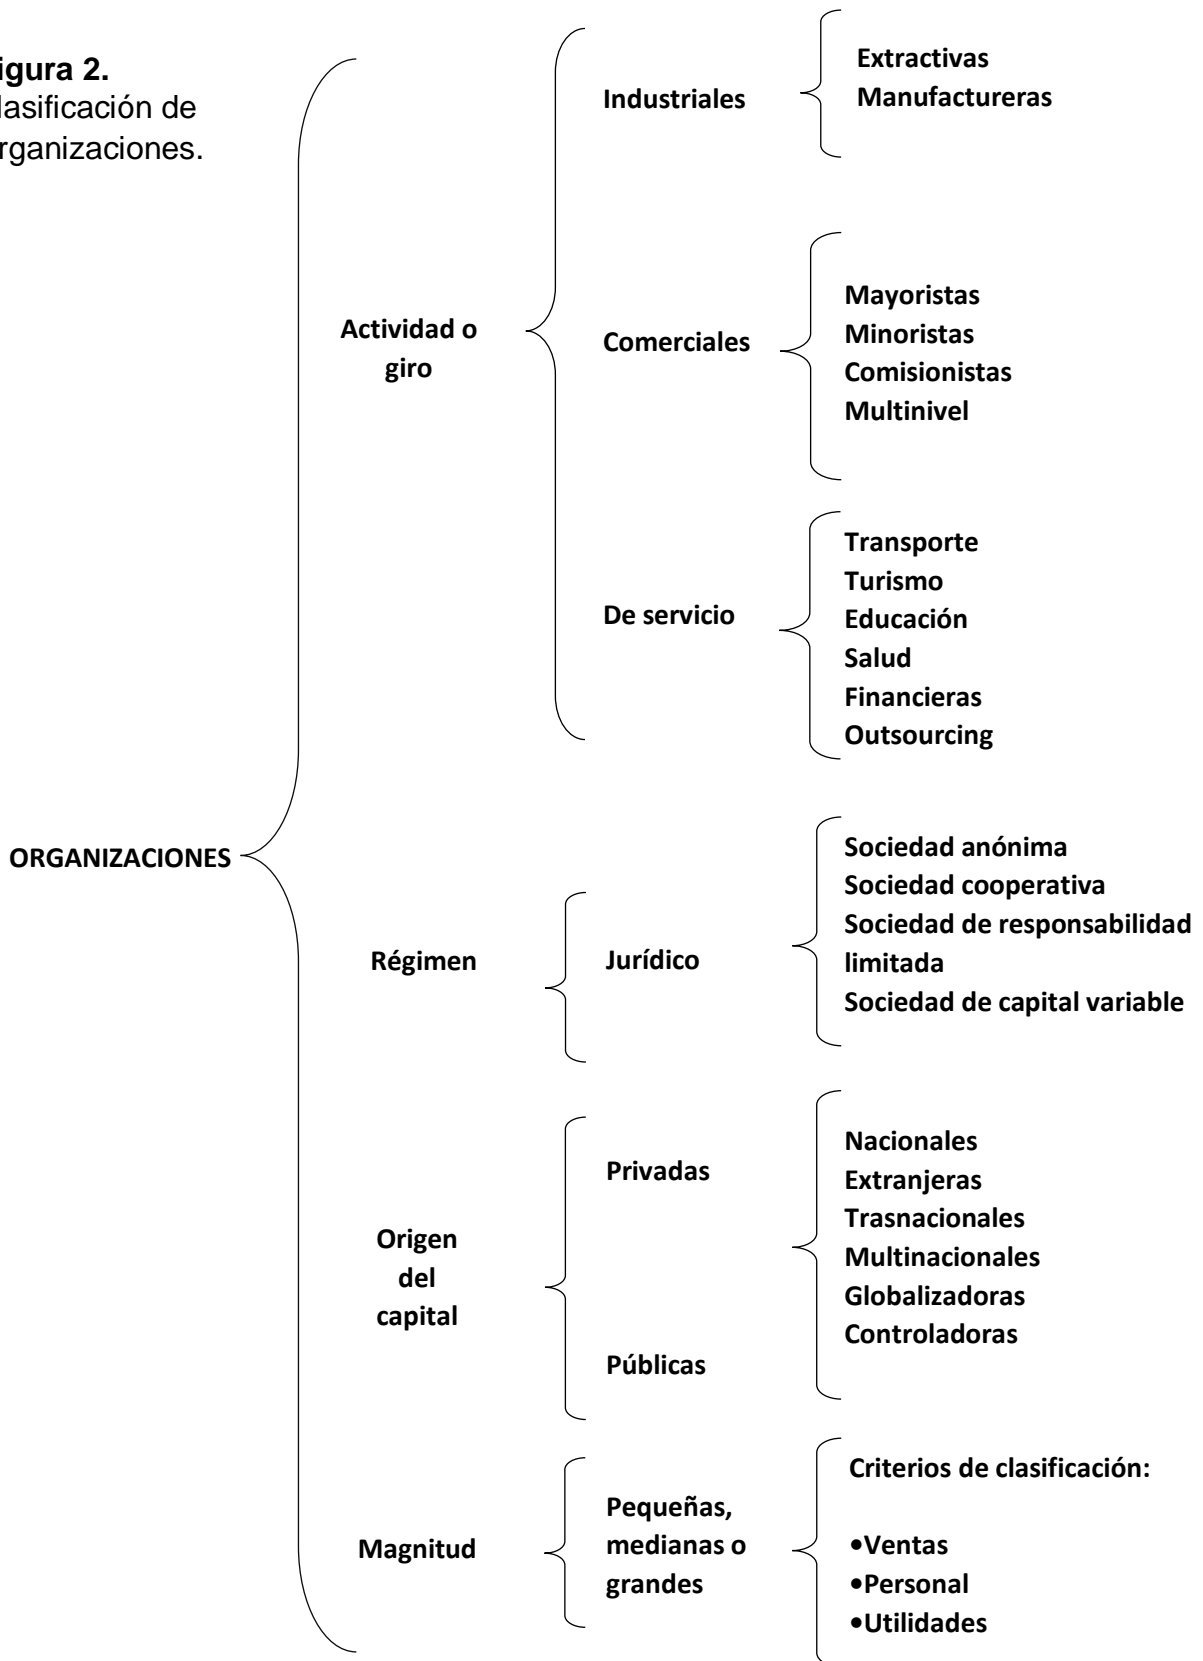 igura 2.
lasificación de
rganizaciones.
ORGANIZACIONES
Actividad o
giro
Industriales
Extractivas
Manufactureras
Comerciales
Mayoristas
Minoristas
Comisionistas
Multinivel
De servicio
Transporte
Turismo
Educación
Salud
Financieras
Outsourcing
Régimen
Jurídico
Sociedad anónima
Sociedad cooperativa
Sociedad de responsabilidad
limitada
Sociedad de capital variable
Origen
del
capital
Privadas
Públicas
Nacionales
Extranjeras
Trasnacionales
Multinacionales
Globalizadoras
Controladoras
Magnitud
Pequeñas,
medianas o
grandes
Criterios de clasificación:
•Ventas
•Personal
•Utilidades